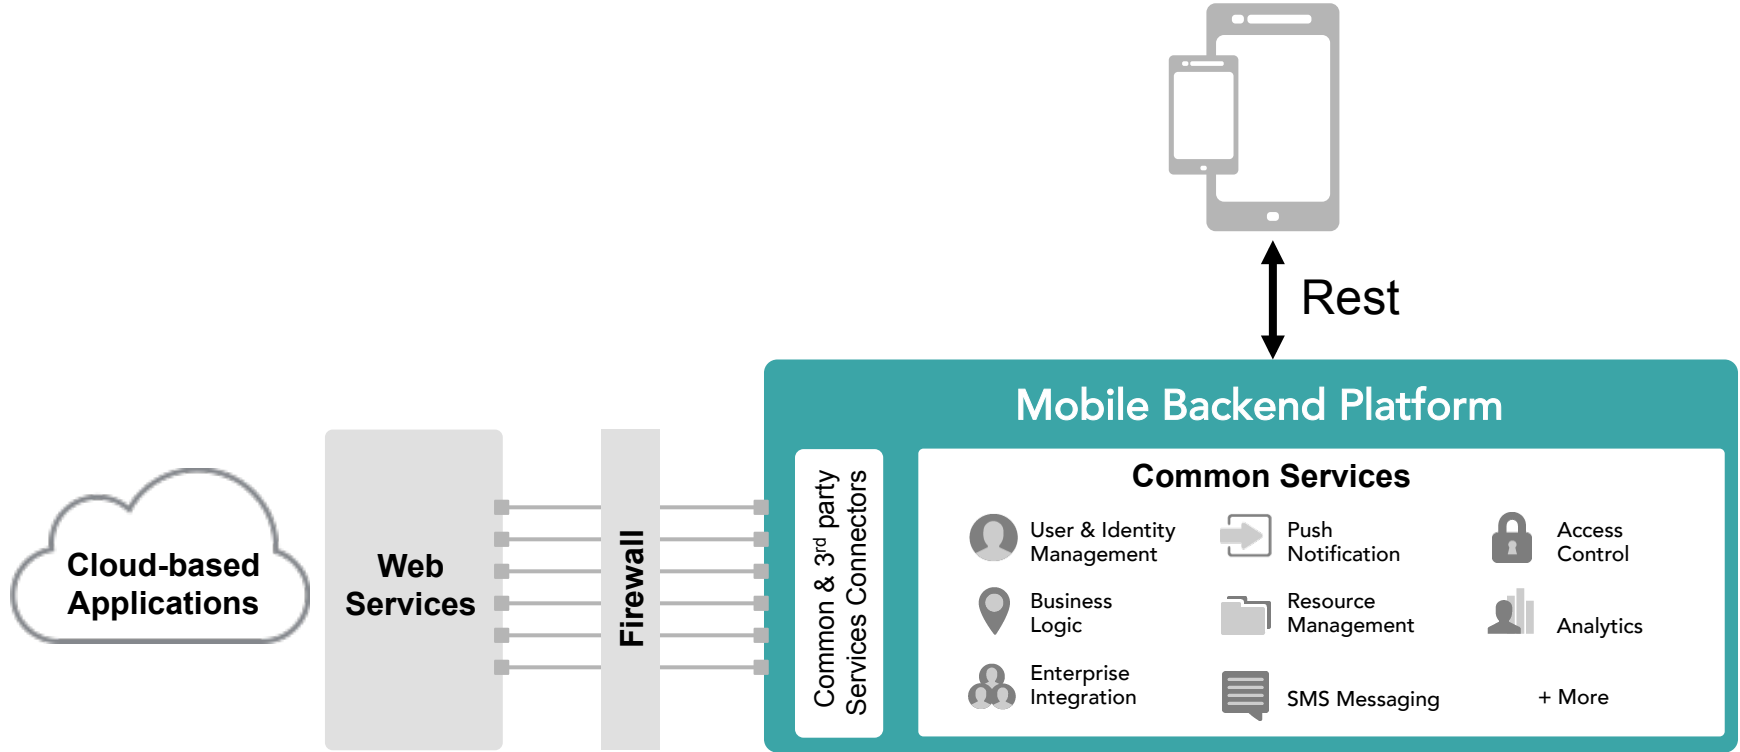 Rest
Mobile Backend Platform
Cloud-based
Applications
Web
Services
Firewall
Common & 3rd party
Services Connectors
Common Services
User & Identity
Management
Push
Notification
Access
Control
Business
Logic
Resource
Management
Analytics
Enterprise
Integration
SMS Messaging
+ More